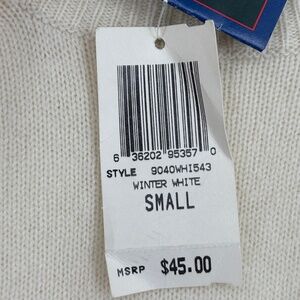 6 36202 95357 0
STYLE 9040WHI543
WINTER WHITE
SMALL
MSRP $45.00